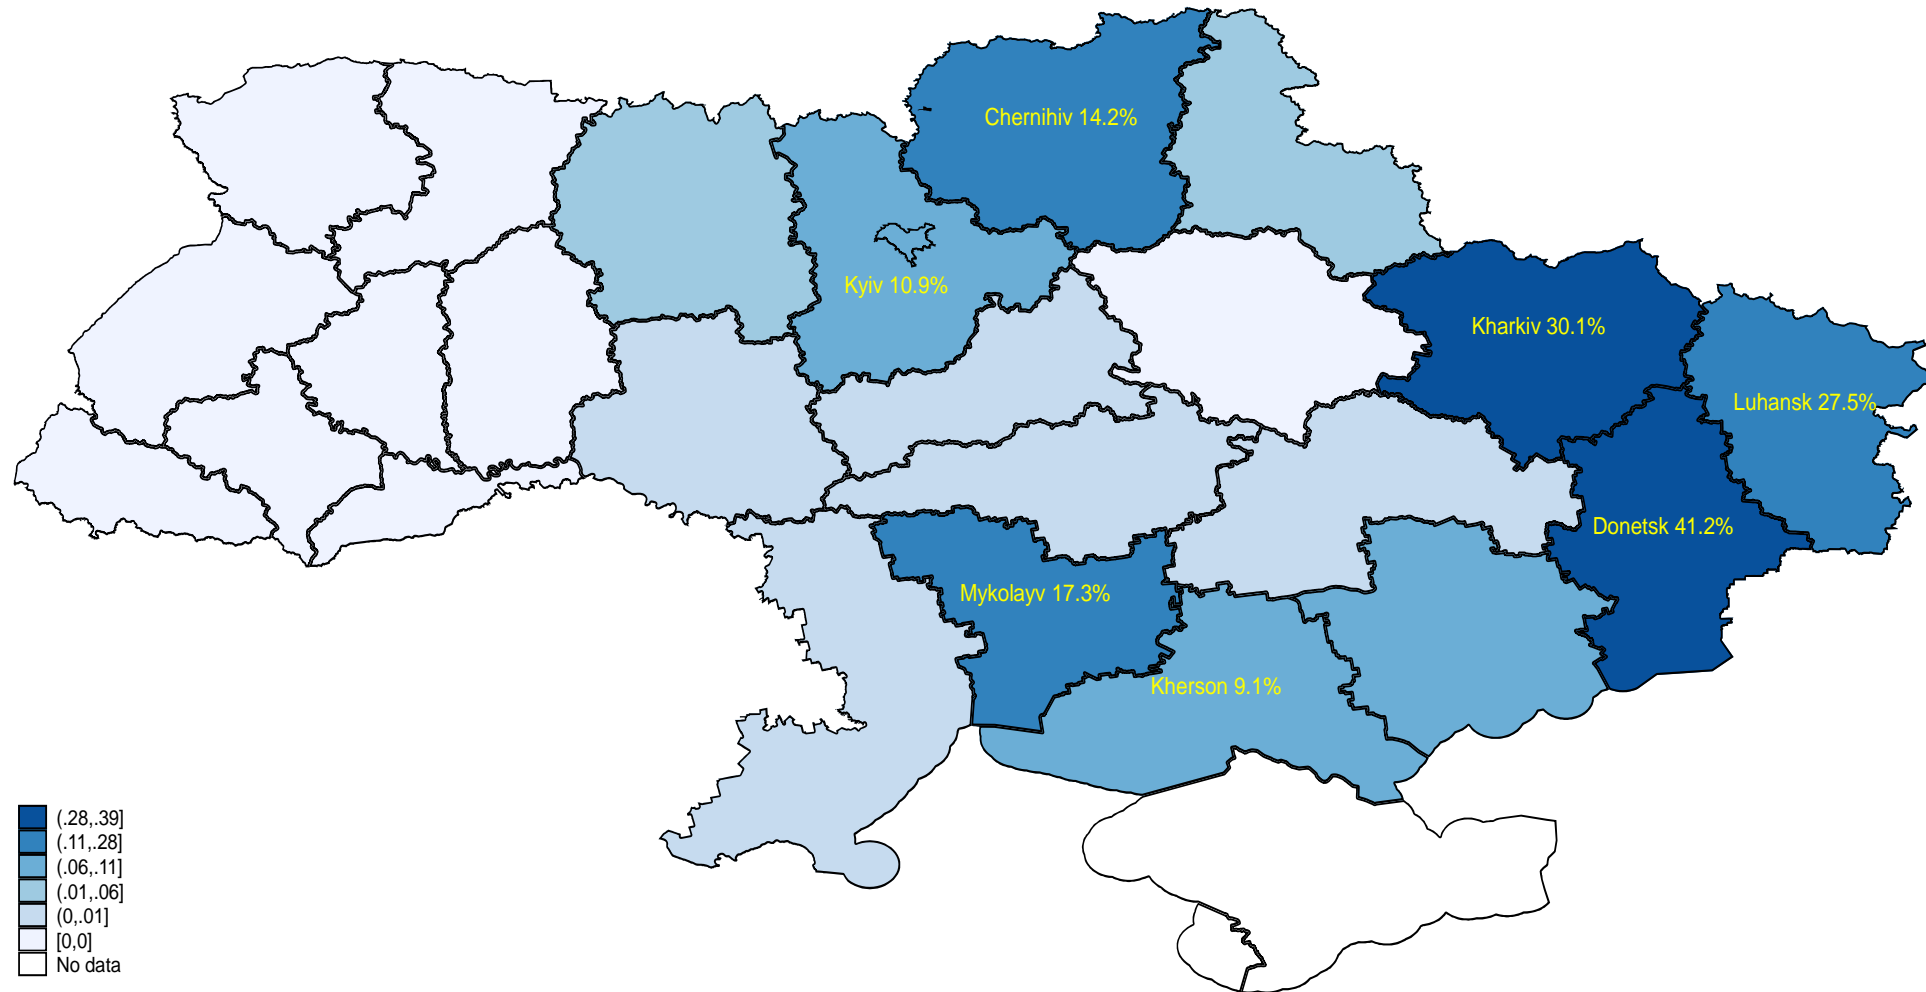 Chernihiv 14.2%
Kyiv 10.9%
Kharkiv 30.1%
Luhansk 27.5%
Donetsk 41.2%
Mykolayv 17.3%
Kherson 9.1%
(.28,.39]
(.11,.28]
(.06,.11]
(.01,.06]
(0,.01]
[0,0]
No data